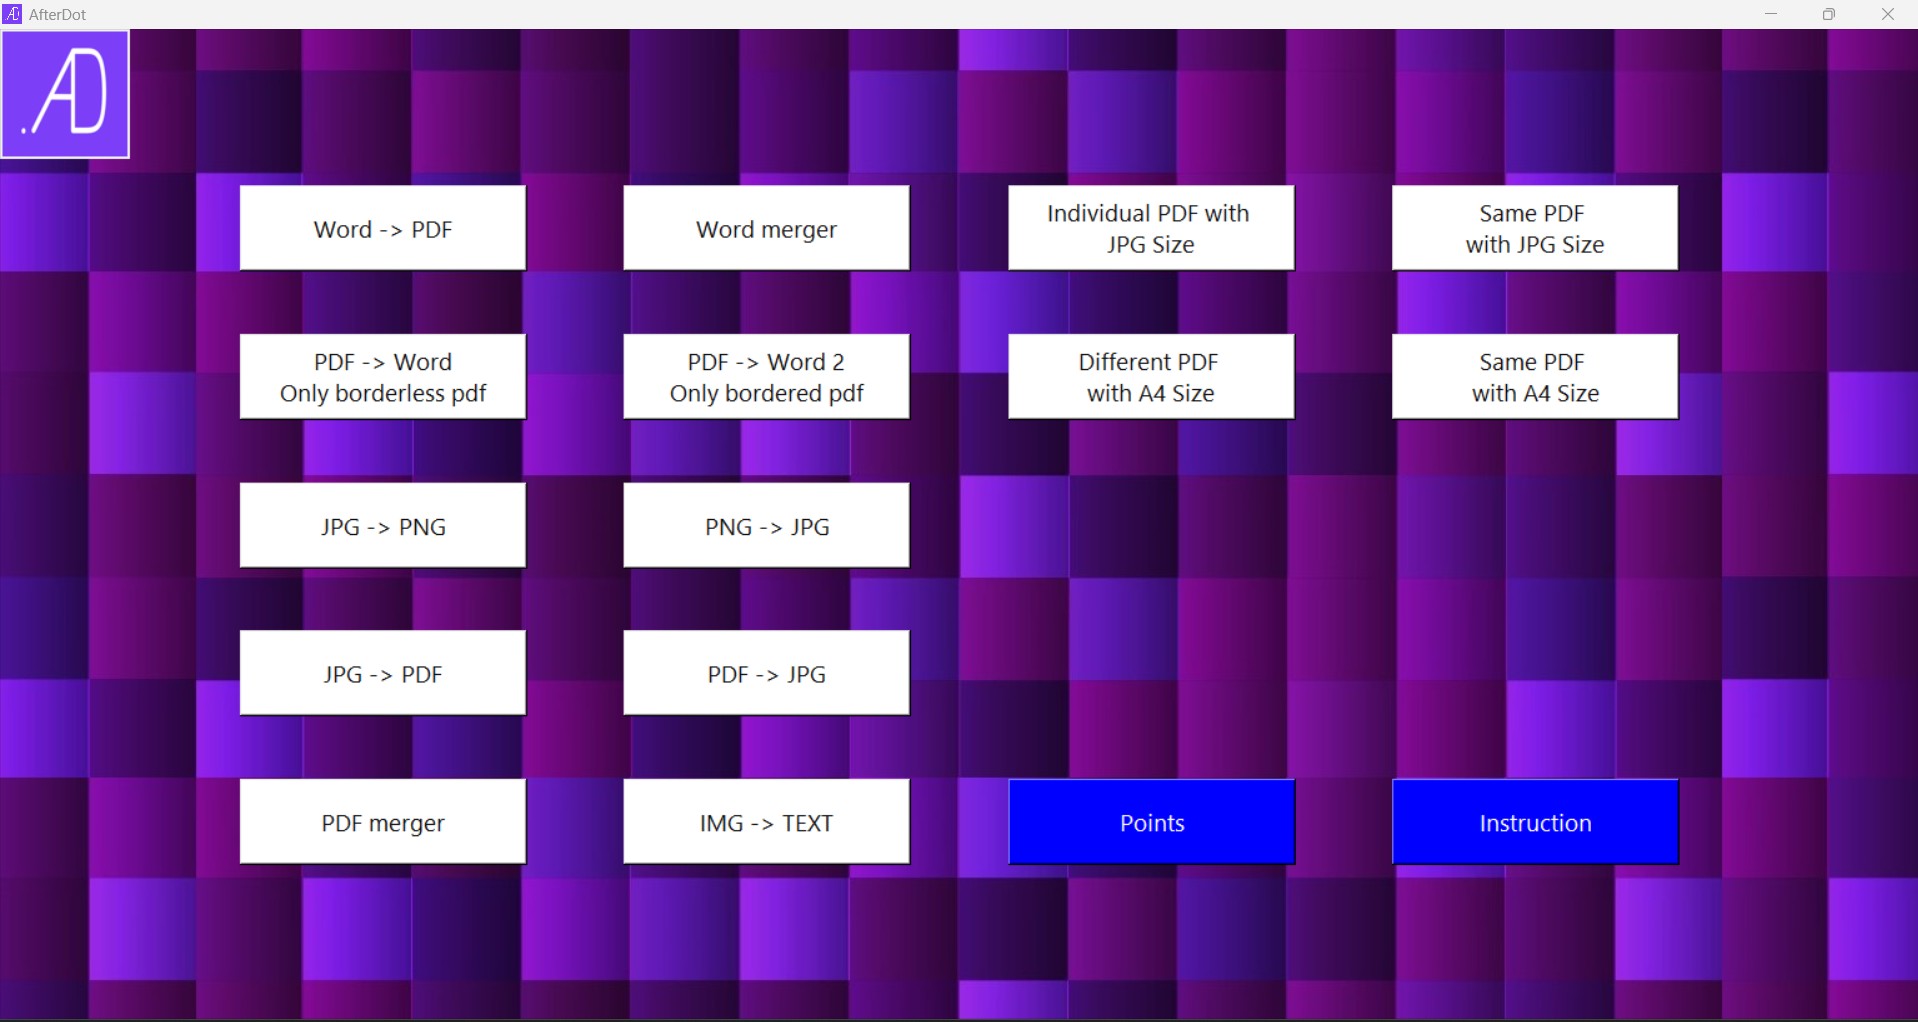 AfterDot
.AD
Word -> PDF
Word merger
Individual PDF with
JPG Size
Same PDF
with JPG Size
PDF -> Word
Only borderless pdf
PDF -> Word 2
Only bordered pdf
Different PDF
with A4 Size
Same PDF
with A4 Size
JPG -> PNG
PNG -> JPG
JPG -> PDF
PDF -> JPG
PDF merger
IMG -> TEXT
Points
Instruction